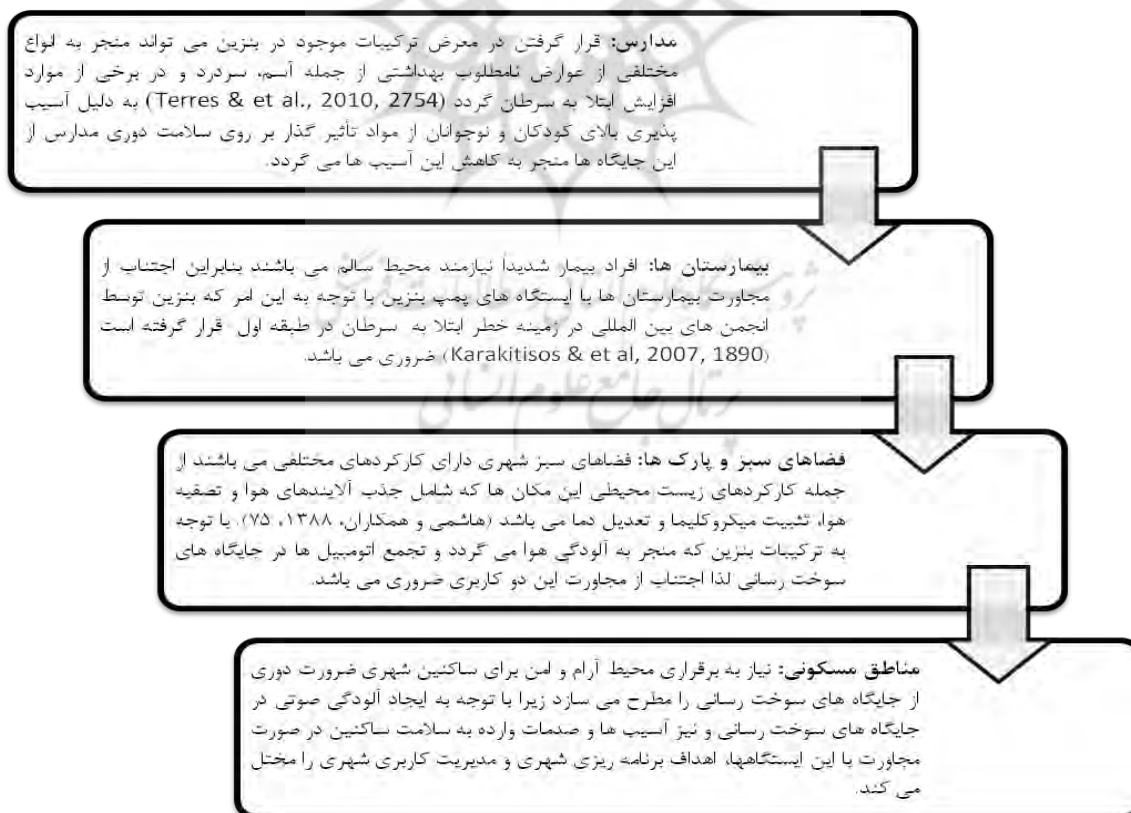 مدارس: قرار گرفتن در معرض ترکیبات موجود در بنزین می تواند منجر به انواع
مختلفی از عوارض نامطلوب بهداشتی از جمله آسم، سردرد و در برخی از موارد
افزایش ابتلا به سرطان گردد (Terres & et al., 2010, 2754) به دلیل آسیب
پذیری بالای کودکان و نوجوانان از مواد تأثیر گذار بر روی سلامت دوری مدارس از
این جایگاه ها منجر به کاهش این آسیب ها می گردد.
بیمارستان ها: افراد بیمار شدیداً نیازمند محیط سالم می باشند بنابراین اجتناب از
مجاورت بیمارستان ها با ایستگاه های پمپ بنزین با توجه به این امر که بنزین توسط
انجمن های بین المللی در زمینه خطر ابتلا به سرطان در طبقه اول قرار گرفته است
(Karakitisos & et al, 2007, 1890) ضروری می باشد.
پرتال جامع علوم انسانی
فضاهای سبز و پارک ها: فضاهای سبز شهری دارای کارکردهای مختلفی می باشند از
جمله کارکردهای زیست محیطی این مکان ها که شامل جذب آلایندهای هوا و تصفیه
هوا، تثبیت میکروکلیما و تعدیل دما می باشد (هاشمی و همکاران، ۱۳۸۸، ۷۵). با توجه
به ترکیبات بنزین که منجر به آلودگی هوا می گردد و تجمع اتومبیل ها در جایگاه های
سوخت رسانی لذا اجتناب از مجاورت این دو کاربری ضروری می باشد.
مناطق مسکونی: نیاز به برقراری محیط آرام و امن برای ساکنین شهری ضرورت دوری
از جایگاه های سوخت رسانی را مطرح می سازد زیرا با توجه به ایجاد آلودگی صوتی در
جایگاه های سوخت رسانی و نیز آسیب ها و صدمات وارده به سلامت ساکنین در صورت
مجاورت با این ایستگاهها، اهداف برنامه ریزی شهری و مدیریت کاربری شهری را مختل
می کند.